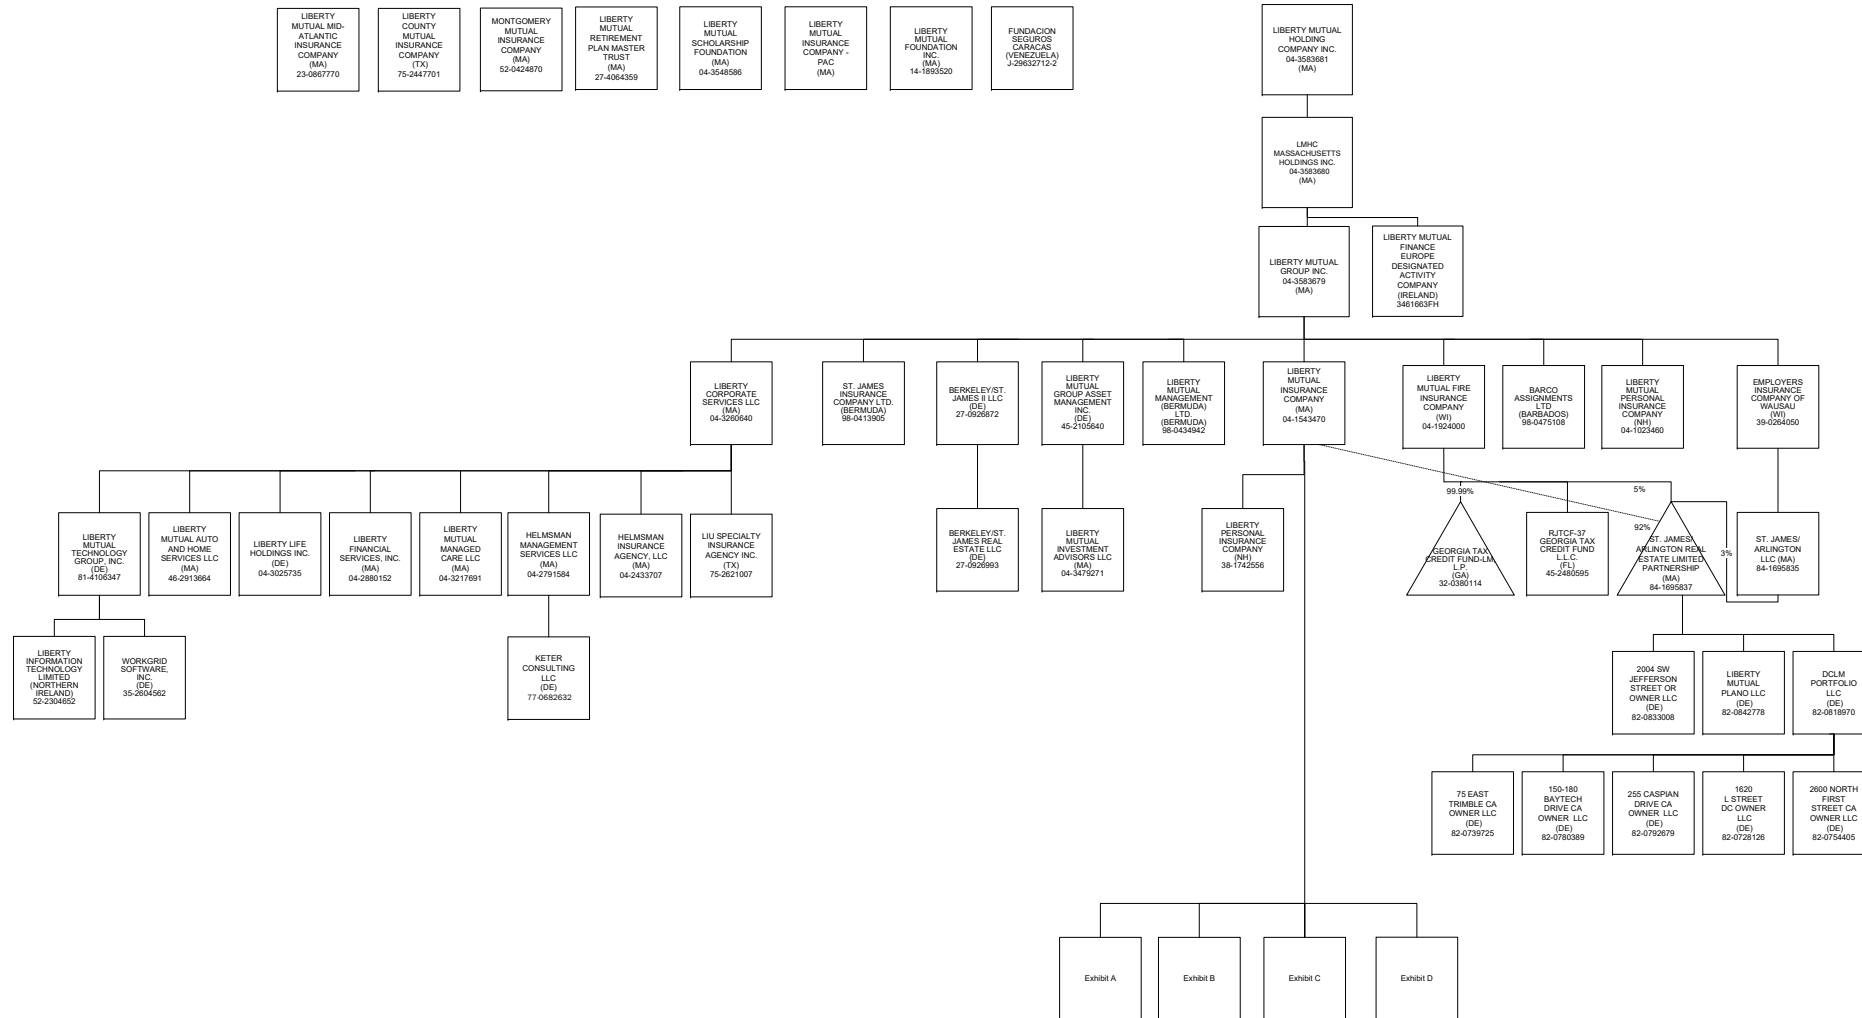 LIBERTY
MUTUAL MID-
ATLANTIC
INSURANCE
COMPANY
(MA)
23-0867770
LIBERTY
COUNTY
MUTUAL
INSURANCE
COMPANY
(TX)
75-2447701
MONTGOMERY
MUTUAL
INSURANCE
COMPANY
(MA)
52-0424870
LIBERTY
MUTUAL
RETIREMENT
PLAN MASTER
TRUST
(MA)
27-4064359
LIBERTY
MUTUAL
SCHOLARSHIP
FOUNDATION
(MA)
04-3548586
LIBERTY
MUTUAL
INSURANCE
COMPANY -
PAC
(MA)
LIBERTY
MUTUAL
FOUNDATION
INC.
(MA)
14-1893520
FUNDACION
SEGUROS
CARACAS
(VENEZUELA)
J-29632712-2
LIBERTY MUTUAL
HOLDING
COMPANY INC.
04-3583681
(MA)
LMHC
MASSACHUSETTS
HOLDINGS INC.
04-3583680
(MA)
LIBERTY MUTUAL
GROUP INC.
04-3583679
(MA)
LIBERTY MUTUAL
FINANCE
EUROPE
DESIGNATED
ACTIVITY
COMPANY
(IRELAND)
3461663FH
LIBERTY
CORPORATE
SERVICES LLC
(MA)
04-3260640
ST. JAMES
INSURANCE
COMPANY LTD.
(BERMUDA)
98-0413905
BERKELEY/ST.
JAMES II LLC
(DE)
27-0926872
LIBERTY
MUTUAL
GROUP ASSET
MANAGEMENT
INC.
(DE)
45-2105640
LIBERTY
MUTUAL
MANAGEMENT
(BERMUDA)
LTD.
(BERMUDA)
98-0434942
LIBERTY
MUTUAL
INSURANCE
COMPANY
(MA)
04-1543470
LIBERTY
MUTUAL FIRE
INSURANCE
COMPANY
(WI)
04-1924000
BARCO
ASSIGNMENTS
LTD
(BARBADOS)
98-0475108
LIBERTY
MUTUAL
PERSONAL
INSURANCE
COMPANY
(NH)
04-1023460
EMPLOYERS
INSURANCE
COMPANY OF
WAUSAU
(WI)
39-0264050
LIBERTY
MUTUAL
TECHNOLOGY
GROUP, INC.
(DE)
81-4106347
LIBERTY
MUTUAL AUTO
AND HOME
SERVICES LLC
(MA)
46-2913664
LIBERTY LIFE
HOLDINGS INC.
(DE)
04-3025735
LIBERTY
FINANCIAL
SERVICES, INC.
(MA)
04-2880152
LIBERTY
MUTUAL
MANAGED
CARE LLC
(MA)
04-3217691
HELMSMAN
MANAGEMENT
SERVICES LLC
(MA)
04-2791584
HELMSMAN
INSURANCE
AGENCY, LLC
(MA)
04-2433707
LIU SPECIALTY
INSURANCE
AGENCY INC.
(TX)
75-2621007
BERKELEY/ST.
JAMES REAL
ESTATE LLC
(DE)
27-0926993
LIBERTY
MUTUAL
INVESTMENT
ADVISORS LLC
(MA)
04-3479271
LIBERTY
PERSONAL
INSURANCE
COMPANY
(NH)
38-1742556
99.99%
GEORGIA TAX
CREDIT FUND-LM,
L.P.
(GA)
32-0380114
RJTCF-37
GEORGIA TAX
CREDIT FUND
L.L.C.
(FL)
45-2480595
5%
92%
3%
ST. JAMES/
ARLINGTON REAL
ESTATE LIMITED
PARTNERSHIP
(MA)
84-1695837
ST. JAMES/
ARLINGTON
LLC (MA)
84-1695835
LIBERTY
INFORMATION
TECHNOLOGY
LIMITED
(NORTHERN
IRELAND)
52-2304652
WORKGRID
SOFTWARE,
INC.
(DE)
35-2604562
KETER
CONSULTING
LLC
(DE)
77-0682632
2004 SW
JEFFERSON
STREET OR
OWNER LLC
(DE)
82-0833008
LIBERTY
MUTUAL
PLANO LLC
(DE)
82-0842778
DCLM
PORTFOLIO
LLC
(DE)
82-0818970
75 EAST
TRIMBLE CA
OWNER LLC
(DE)
82-0739725
150-180
BAYTECH
DRIVE CA
OWNER LLC
(DE)
82-0780389
255 CASPIAN
DRIVE CA
OWNER LLC
(DE)
82-0792679
1620
L STREET
DC OWNER
LLC
(DE)
82-0728126
2600 NORTH
FIRST
STREET CA
OWNER LLC
(DE)
82-0754405
Exhibit A
Exhibit B
Exhibit C
Exhibit D